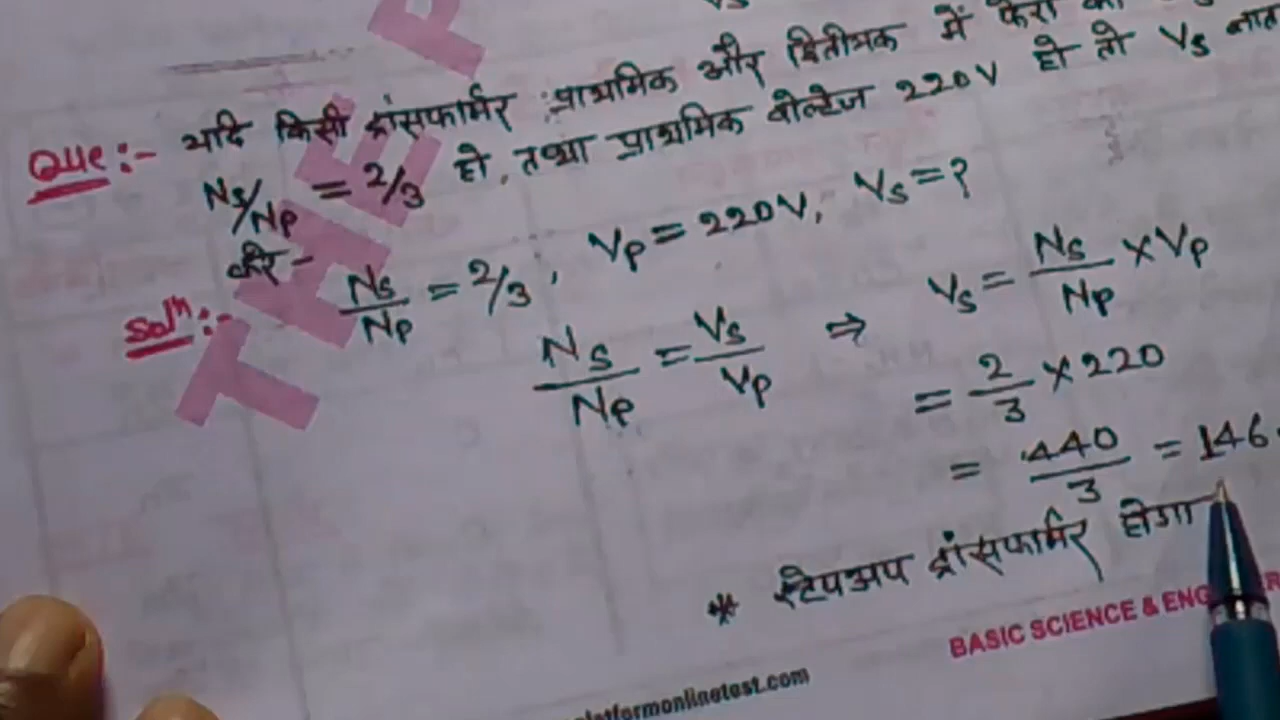 Que:- यदि किसी ट्रांसफार्मर प्राथमिक और द्वितीयक में फेरो
Ns/Np = 2/3 हो, तथा प्राथमिक वोल्टेज 220V हो तो Vs
करे-
Solⁿ:- Ns/Np = 2/3, Vp = 220V, Vs = ?
Ns/Np = Vs/Vp ⇒ Vs = Ns/Np × Vp
= 2/3 × 220
= 440/3 = 146.
* स्टेपअप ट्रांसफार्मर होगा
BASIC SCIENCE &
latformonlinetest.com